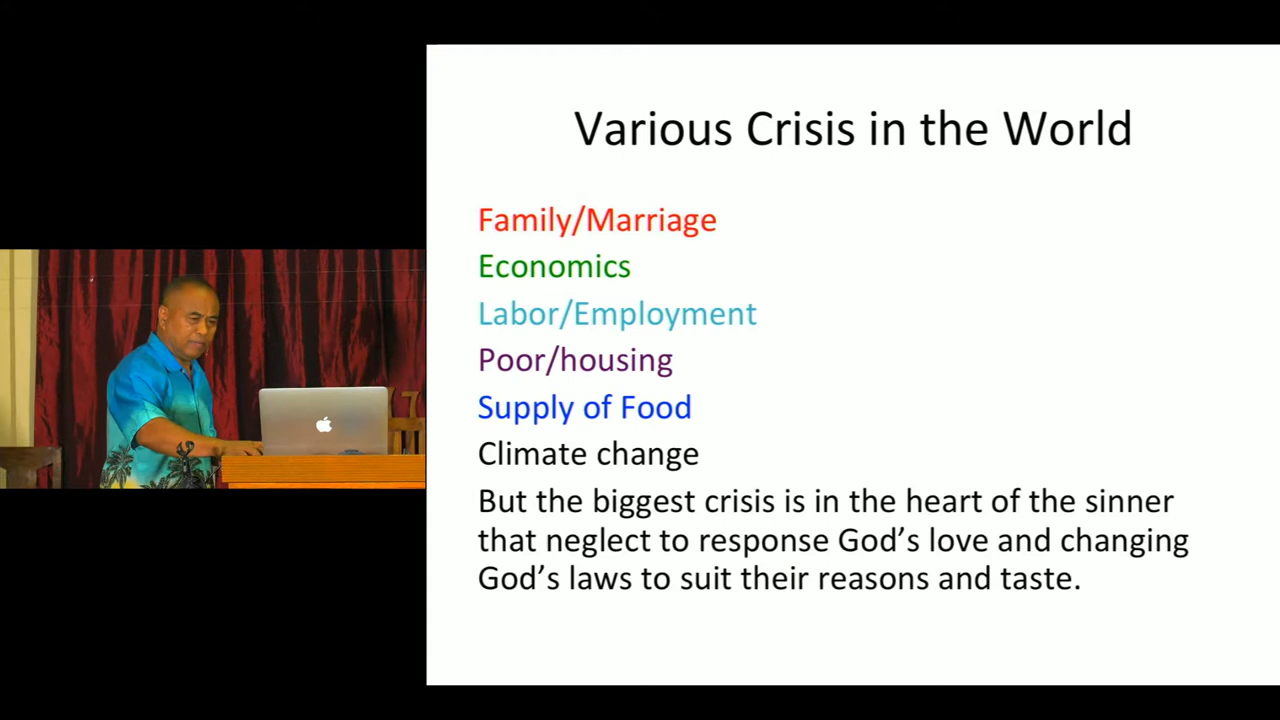 Various Crisis in the World
Family/Marriage
Economics
Labor/Employment
Poor/housing
Supply of Food
Climate change
But the biggest crisis is in the heart of the sinner
that neglect to response God’s love and changing
God’s laws to suit their reasons and taste.